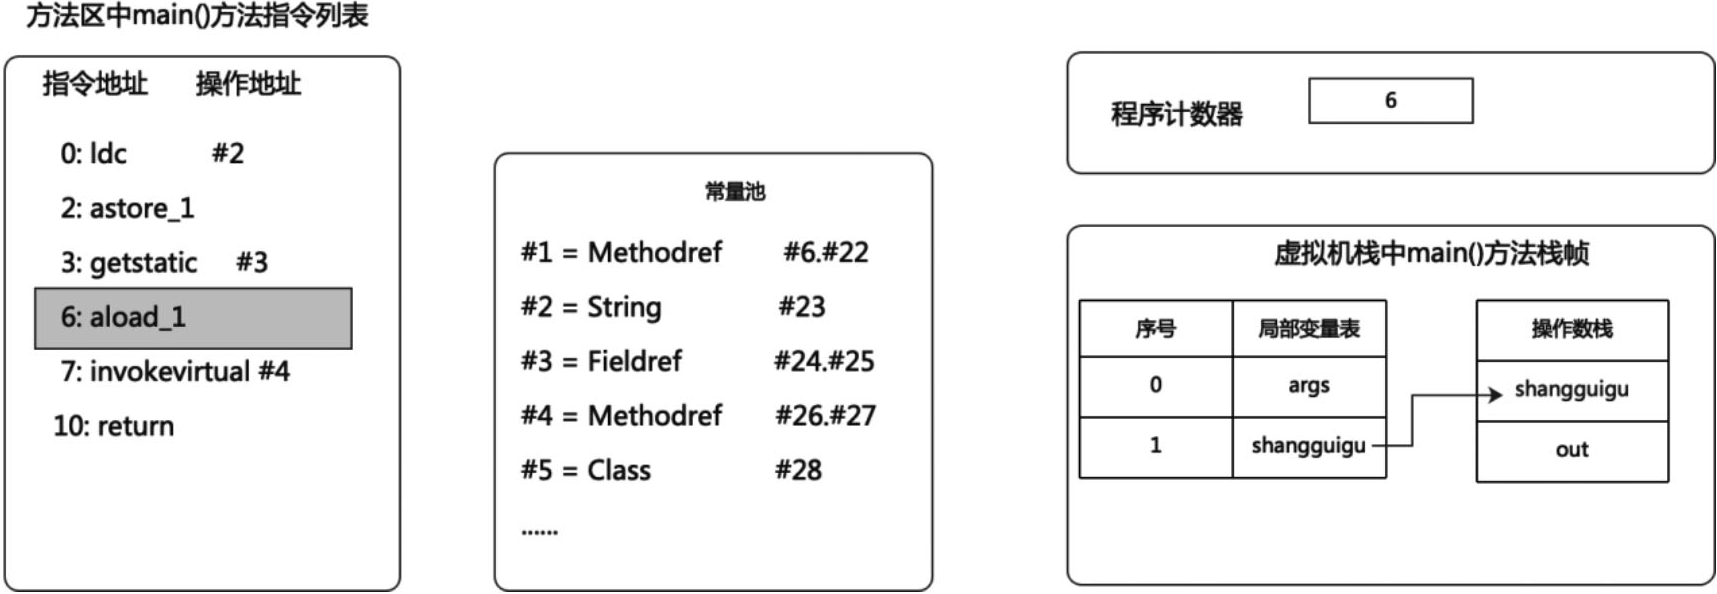 方法区中main()方法指令列表
指令地址 操作地址
0: ldc #2
2: astore_1
3: getstatic #3
6: aload_1
7: invokevirtual #4
10: return
常量池
#1 = Methodref #6.#22
#2 = String #23
#3 = Fieldref #24.#25
#4 = Methodref #26.#27
#5 = Class #28
......
程序计数器 6
虚拟机栈中main()方法栈帧
序号 局部变量表
0 args
1 shangguigu
操作数栈
shangguigu
out